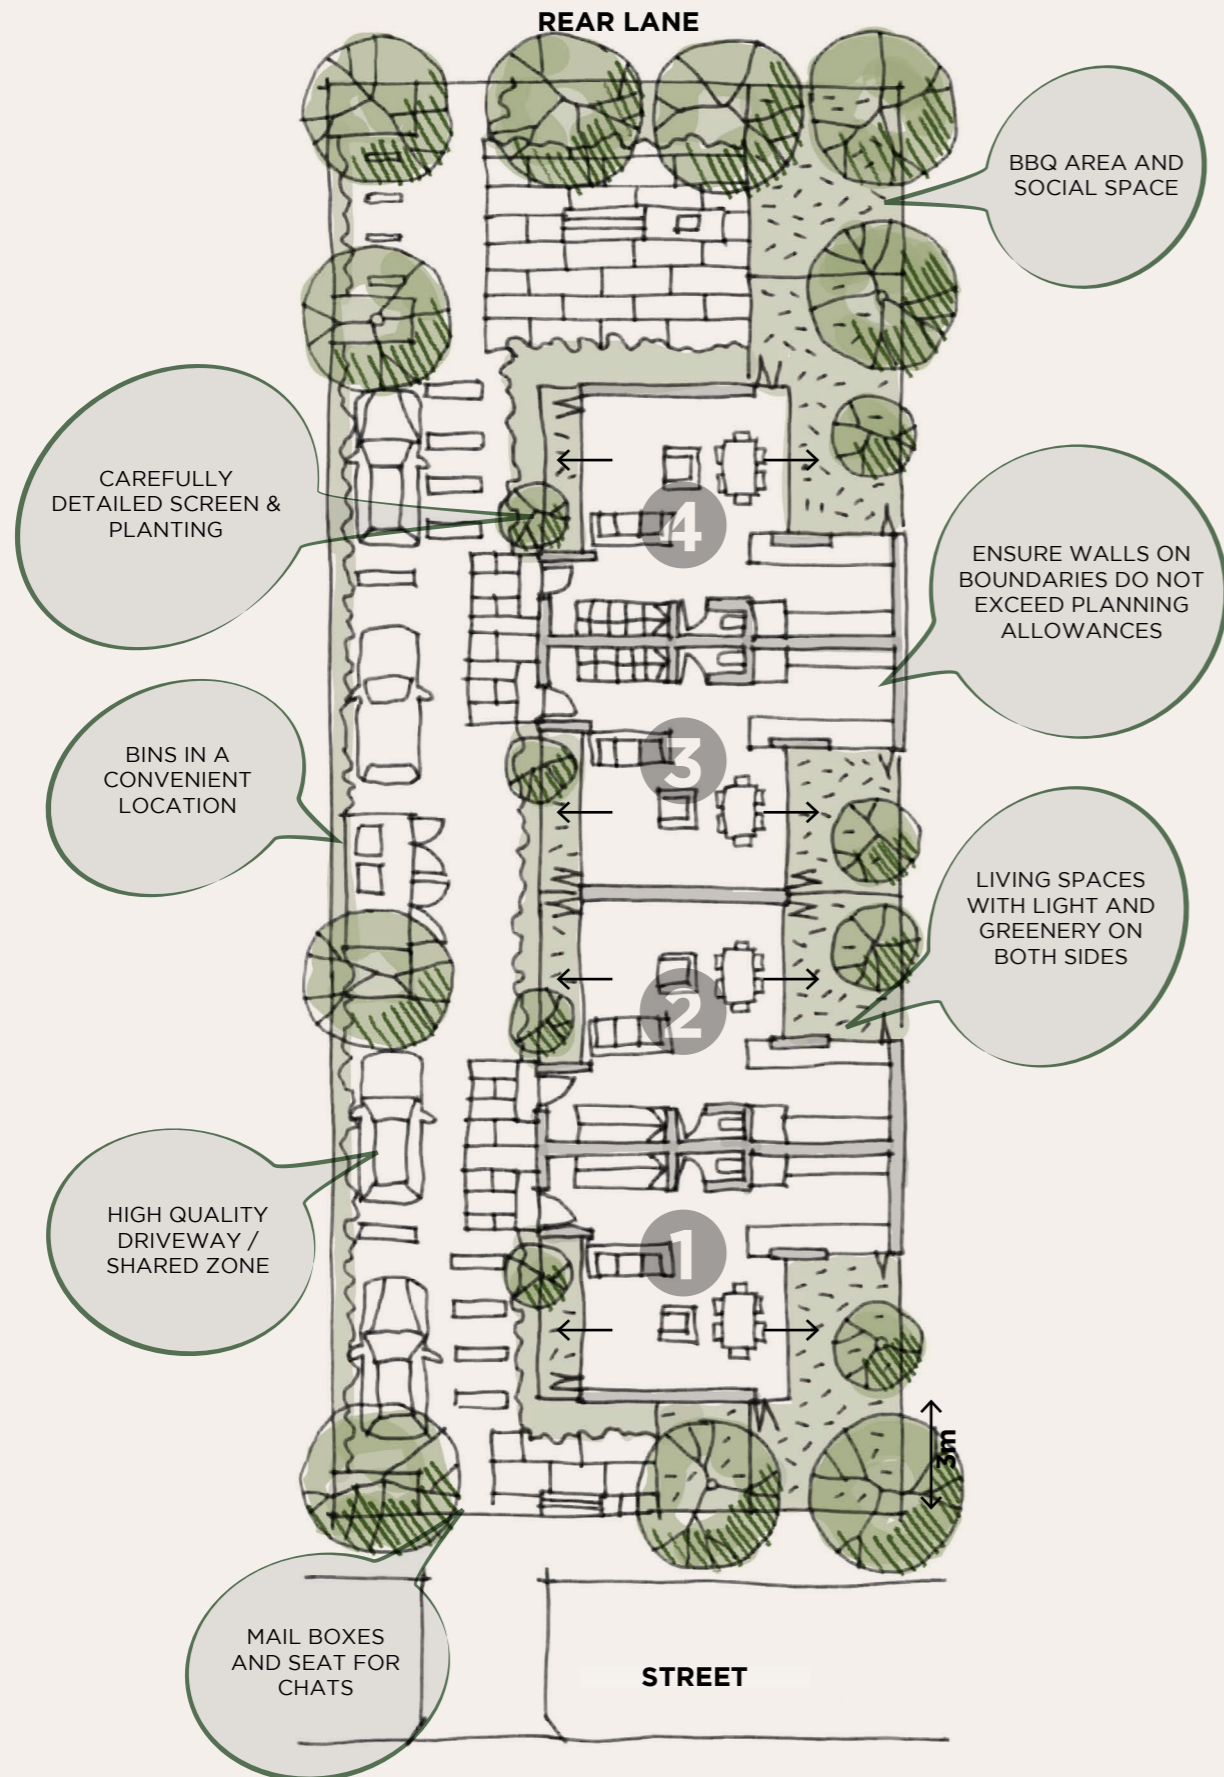 REAR LANE
BBQ AREA AND
SOCIAL SPACE
CAREFULLY
DETAILED SCREEN &
PLANTING
4
ENSURE WALLS ON
BOUNDARIES DO NOT
EXCEED PLANNING
ALLOWANCES
3
BINS IN A
CONVENIENT
LOCATION
LIVING SPACES
WITH LIGHT AND
GREENERY ON
BOTH SIDES
2
HIGH QUALITY
DRIVEWAY /
SHARED ZONE
1
3m
MAIL BOXES
AND SEAT FOR
CHATS
STREET